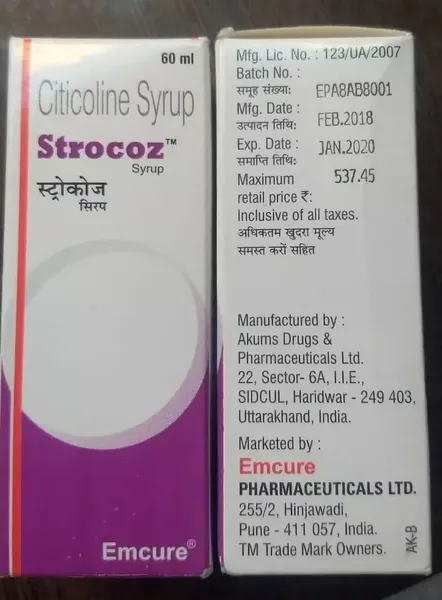 60 ml
Citicoline Syrup
Strocoz™
Syrup
स्ट्रोकोज
सिरप
Emcure®
Mfg. Lic. No. : 123/UA/2007
Batch No. :
समूह संख्या: EPA8AB8001
Mfg. Date :
उत्पादन तिथि: FEB.2018
Exp. Date :
समाप्ति तिथि: JAN.2020
Maximum 537.45
retail price ₹:
Inclusive of all taxes.
अधिकतम खुदरा मूल्य
समस्त करों सहित
Manufactured by :
Akums Drugs &
Pharmaceuticals Ltd.
22, Sector- 6A, I.I.E.,
SIDCUL, Haridwar - 249 403,
Uttarakhand, India.
Marketed by :
Emcure
PHARMACEUTICALS LTD.
255/2, Hinjawadi,
Pune - 411 057, India.
TM Trade Mark Owners.
AK-B